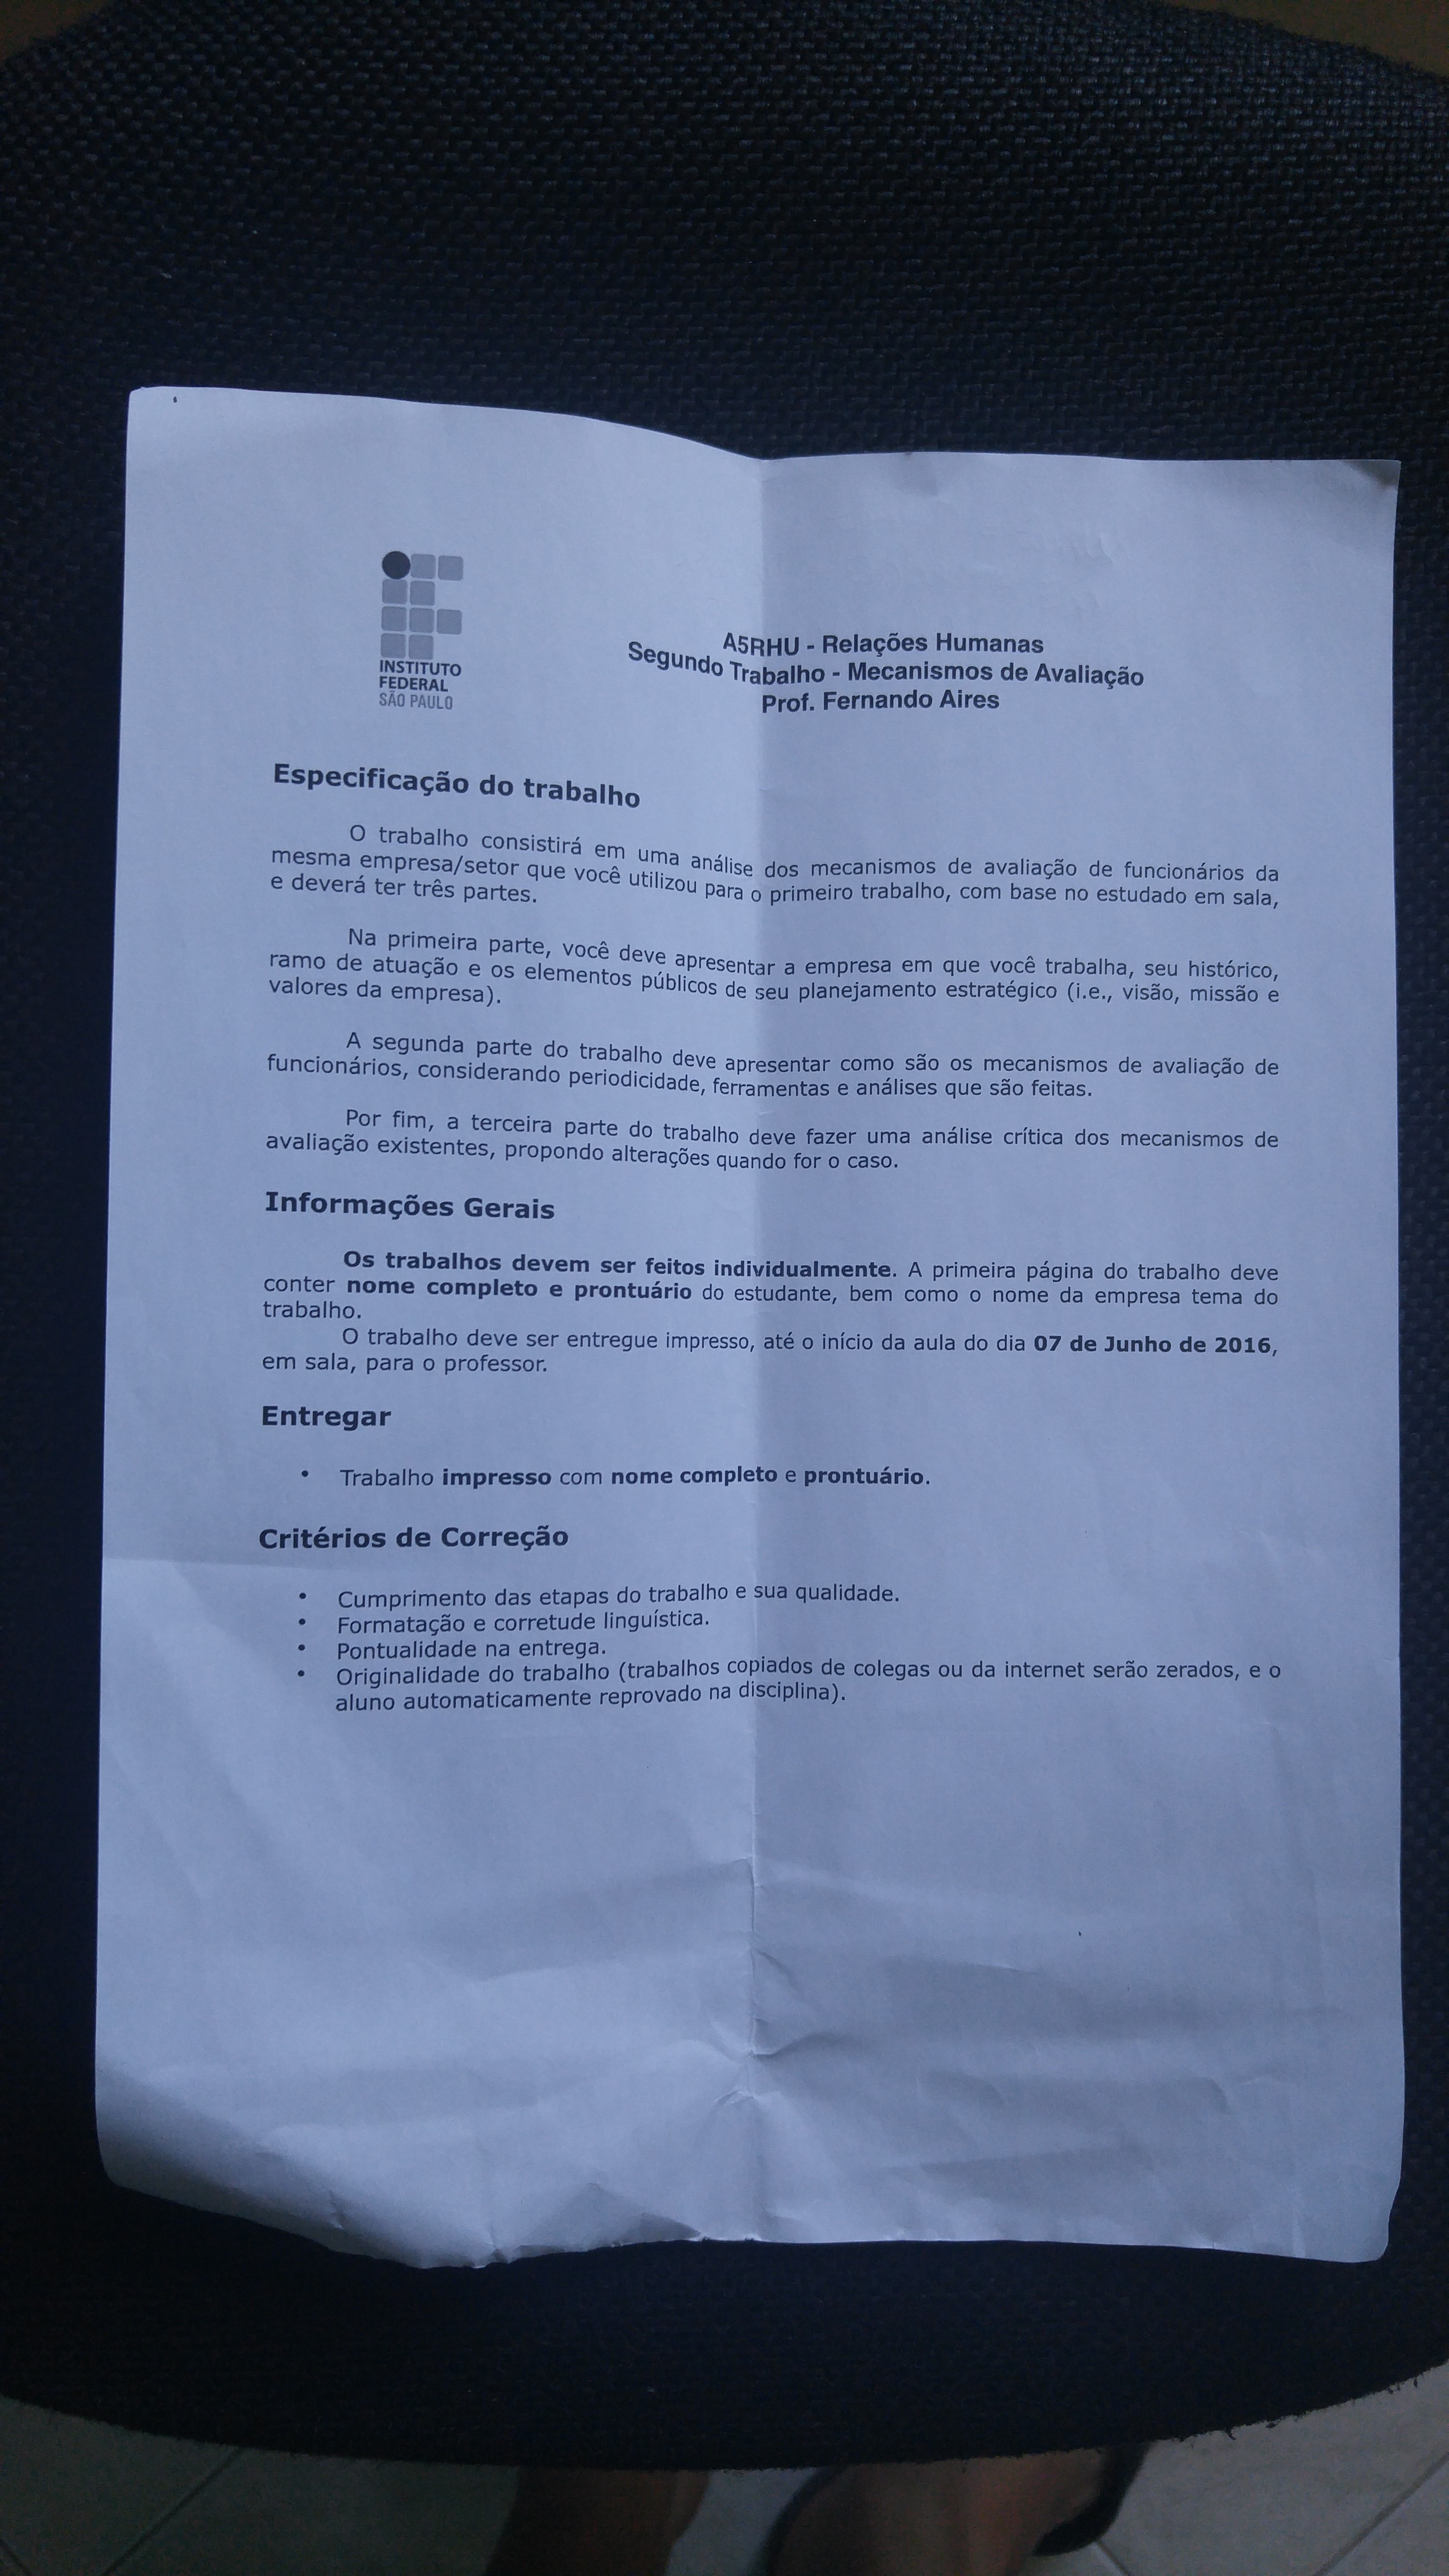 INSTITUTO
FEDERAL
SÃO PAULO
A5RHU - Relações Humanas
Segundo Trabalho - Mecanismos de Avaliação
Prof. Fernando Aires
Especificação do trabalho
O trabalho consistirá em uma análise dos mecanismos de avaliação de funcionários da
mesma empresa/setor que você utilizou para o primeiro trabalho, com base no estudado em sala,
e deverá ter três partes.
Na primeira parte, você deve apresentar a empresa em que você trabalha, seu histórico,
ramo de atuação e os elementos públicos de seu planejamento estratégico (i.e., visão, missão e
valores da empresa).
A segunda parte do trabalho deve apresentar como são os mecanismos de avaliação de
funcionários, considerando periodicidade, ferramentas e análises que são feitas.
Por fim, a terceira parte do trabalho deve fazer uma análise crítica dos mecanismos de
avaliação existentes, propondo alterações quando for o caso.
Informações Gerais
Os trabalhos devem ser feitos individualmente. A primeira página do trabalho deve
conter nome completo e prontuário do estudante, bem como o nome da empresa tema do
trabalho.
O trabalho deve ser entregue impresso, até o início da aula do dia 07 de Junho de 2016,
em sala, para o professor.
Entregar
• Trabalho impresso com nome completo e prontuário.
Critérios de Correção
• Cumprimento das etapas do trabalho e sua qualidade.
• Formatação e corretude linguística.
• Pontualidade na entrega.
• Originalidade do trabalho (trabalhos copiados de colegas ou da internet serão zerados, e o
aluno automaticamente reprovado na disciplina).